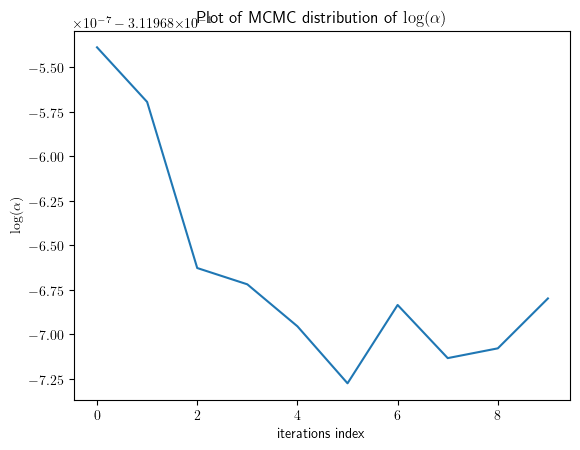 ×10⁻⁷−3.11968×10
Plot of MCMC distribution of log(α)
−5.50
−5.75
−6.00
−6.25
−6.50
−6.75
−7.00
−7.25
log(α)
0 2 4 6 8
iterations index